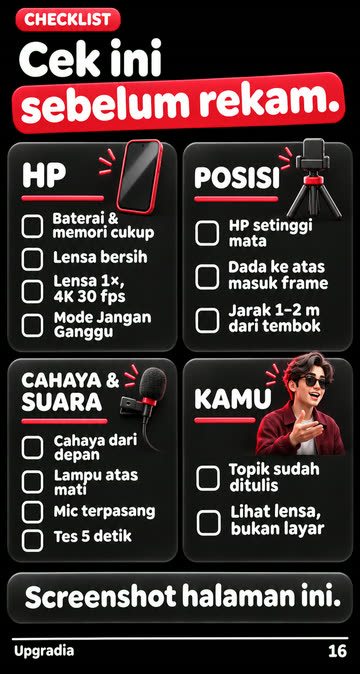 CHECKLIST
Cek ini
sebelum rekam.
HP
Baterai &
memori cukup
Lensa bersih
Lensa 1×,
4K 30 fps
Mode Jangan
Ganggu
POSISI
HP setinggi
mata
Dada ke atas
masuk frame
Jarak 1–2 m
dari tembok
CAHAYA &
SUARA
Cahaya dari
depan
Lampu atas
mati
Mic terpasang
Tes 5 detik
KAMU
Topik sudah
ditulis
Lihat lensa,
bukan layar
Screenshot halaman ini.
Upgradia
16